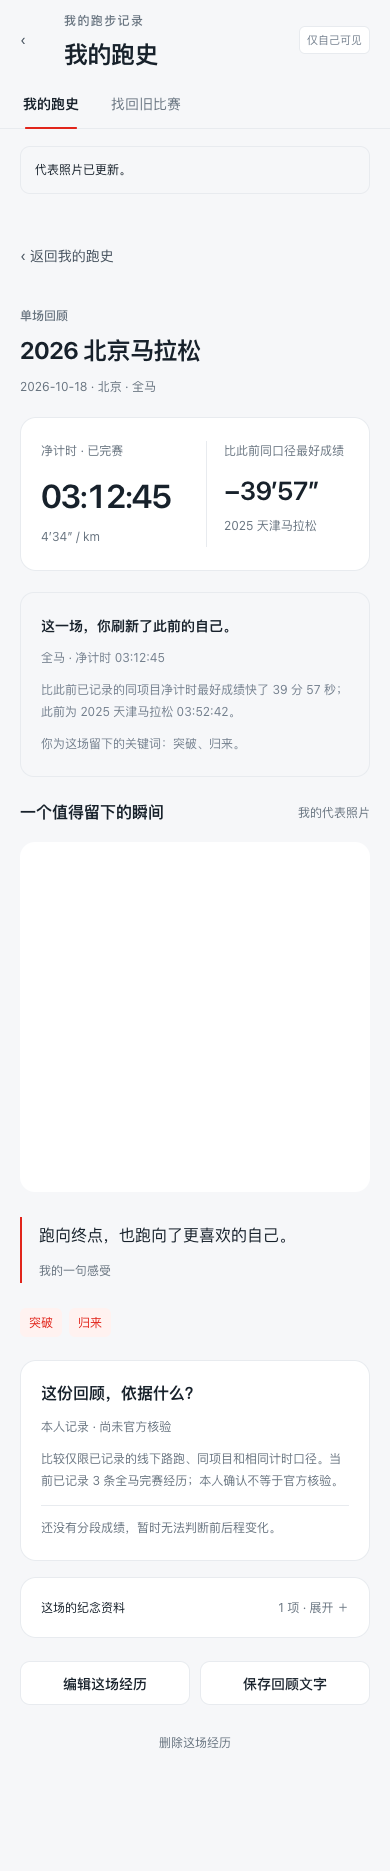 我的跑步记录
‹
我的跑史
仅自己可见
我的跑史
找回旧比赛
代表照片已更新。
‹ 返回我的跑史
单场回顾
2026 北京马拉松
2026-10-18 · 北京 · 全马
净计时 · 已完赛
03:12:45
4′34″ / km
比此前同口径最好成绩
−39′57″
2025 天津马拉松
这一场，你刷新了此前的自己。
全马 · 净计时 03:12:45
比此前已记录的同项目净计时最好成绩快了 39 分 57 秒；
此前为 2025 天津马拉松 03:52:42。
你为这场留下的关键词：突破、归来。
一个值得留下的瞬间
我的代表照片
跑向终点，也跑向了更喜欢的自己。
我的一句感受
突破
归来
这份回顾，依据什么？
本人记录 · 尚未官方核验
比较仅限已记录的线下路跑、同项目和相同计时口径。当
前已记录 3 条全马完赛经历；本人确认不等于官方核验。
还没有分段成绩，暂时无法判断前后程变化。
这场的纪念资料
1 项 · 展开 ＋
编辑这场经历
保存回顾文字
删除这场经历